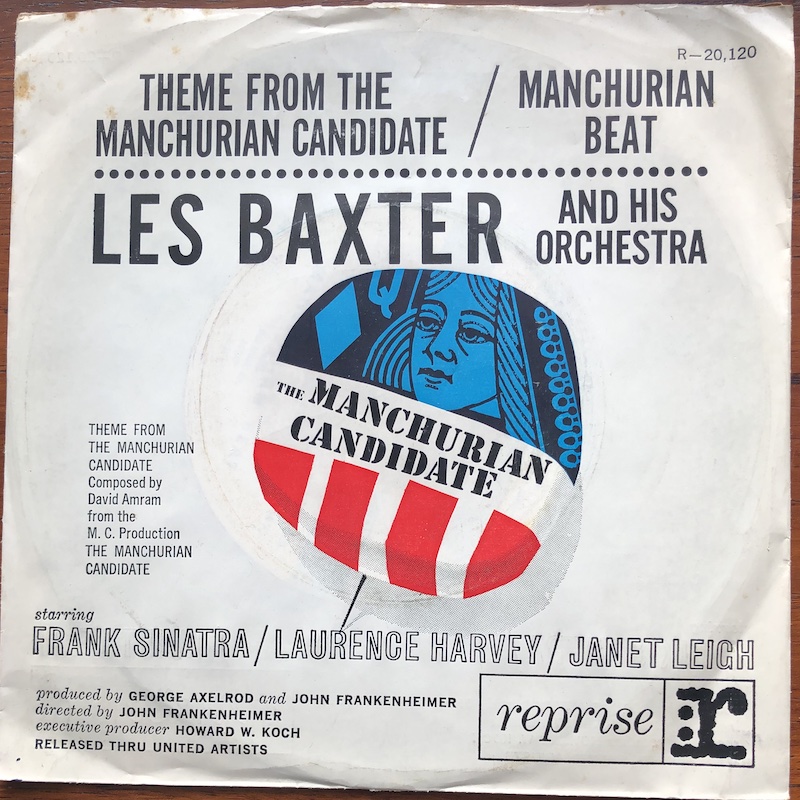 R—20,120
THEME FROM THE
MANCHURIAN CANDIDATE / MANCHURIAN
BEAT
LES BAXTER AND HIS
ORCHESTRA
Q
THE MANCHURIAN
CANDIDATE
THEME FROM
THE MANCHURIAN
CANDIDATE
Composed by
David Amram
from the
M. C. Production
THE MANCHURIAN
CANDIDATE
starring
FRANK SINATRA / LAURENCE HARVEY / JANET LEIGH
produced by GEORGE AXELROD and JOHN FRANKENHEIMER
directed by JOHN FRANKENHEIMER
executive producer HOWARD W. KOCH
RELEASED THRU UNITED ARTISTS
reprise r: